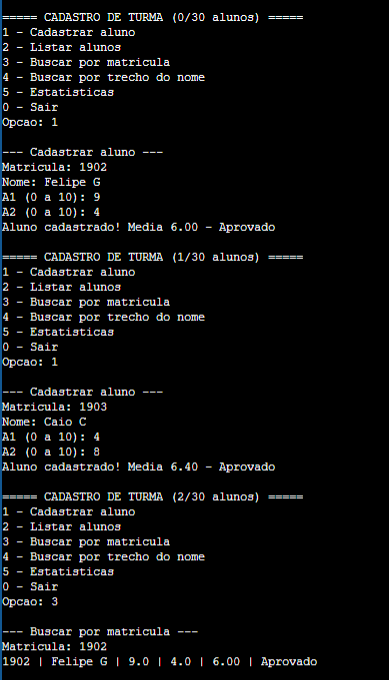 ===== CADASTRO DE TURMA (0/30 alunos) =====
1 - Cadastrar aluno
2 - Listar alunos
3 - Buscar por matricula
4 - Buscar por trecho do nome
5 - Estatisticas
0 - Sair
Opcao: 1

--- Cadastrar aluno ---
Matricula: 1902
Nome: Felipe G
A1 (0 a 10): 9
A2 (0 a 10): 4
Aluno cadastrado! Media 6.00 - Aprovado

===== CADASTRO DE TURMA (1/30 alunos) =====
1 - Cadastrar aluno
2 - Listar alunos
3 - Buscar por matricula
4 - Buscar por trecho do nome
5 - Estatisticas
0 - Sair
Opcao: 1

--- Cadastrar aluno ---
Matricula: 1903
Nome: Caio C
A1 (0 a 10): 4
A2 (0 a 10): 8
Aluno cadastrado! Media 6.40 - Aprovado

===== CADASTRO DE TURMA (2/30 alunos) =====
1 - Cadastrar aluno
2 - Listar alunos
3 - Buscar por matricula
4 - Buscar por trecho do nome
5 - Estatisticas
0 - Sair
Opcao: 3

--- Buscar por matricula ---
Matricula: 1902
1902 | Felipe G | 9.0 | 4.0 | 6.00 | Aprovado